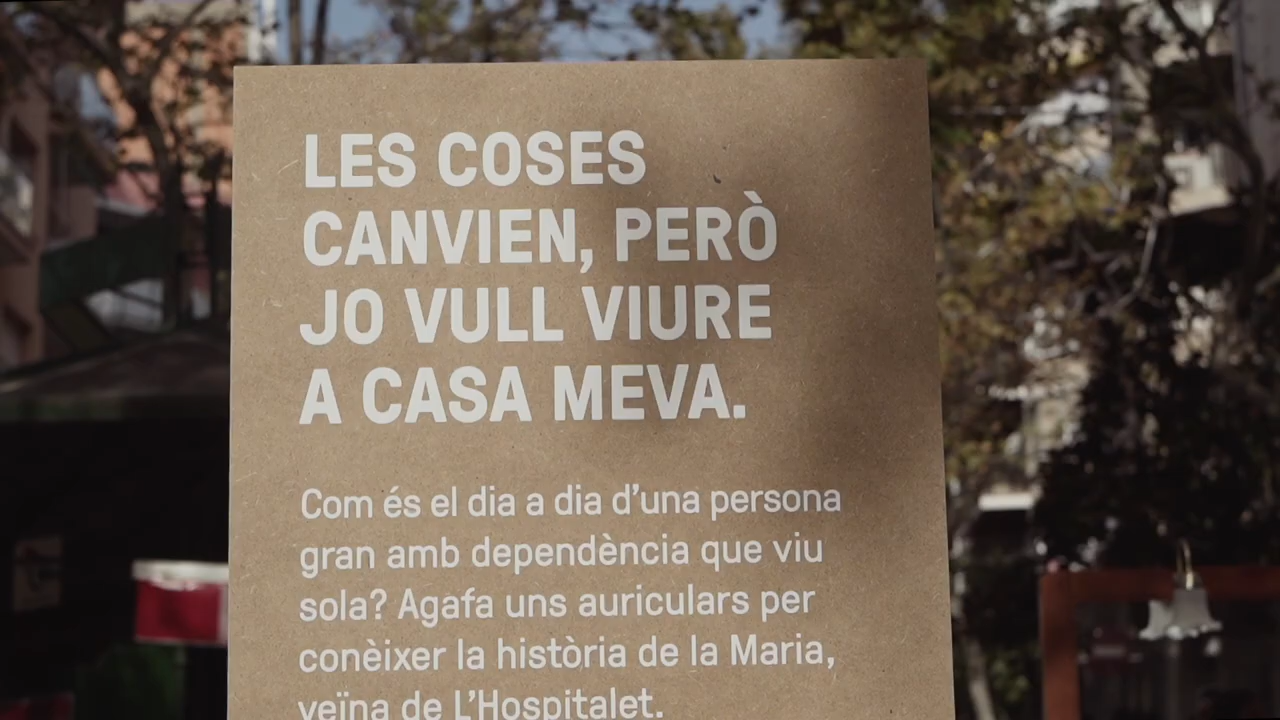 LES COSES
CANVIEN, PERÒ
JO VULL VIURE
A CASA MEVA.
Com és el dia a dia d’una persona
gran amb dependència que viu
sola? Agafa uns auriculars per
conèixer la història de la Maria,
veïna de L’Hospitalet.